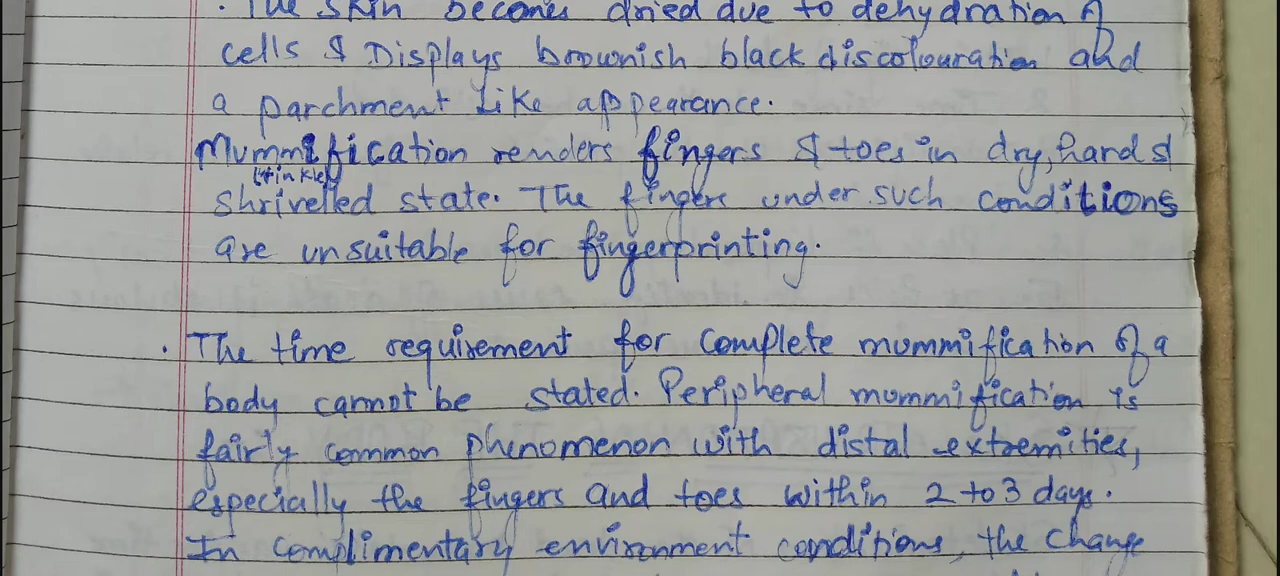 . The skin becomes dried due to dehydration of
cells & Displays brownish black discolouration and
a parchment like appearance.
Mummification renders fingers & toes in dry, hard &
shrivelled state. The fingers under such conditions
are unsuitable for fingerprinting.
. The time requirement for complete mummification of a
body cannot be stated. Peripheral mummification is
fairly common phenomenon with distal extremities,
especially the fingers and toes within 2 to 3 days.
In complimentary environment conditions, the change